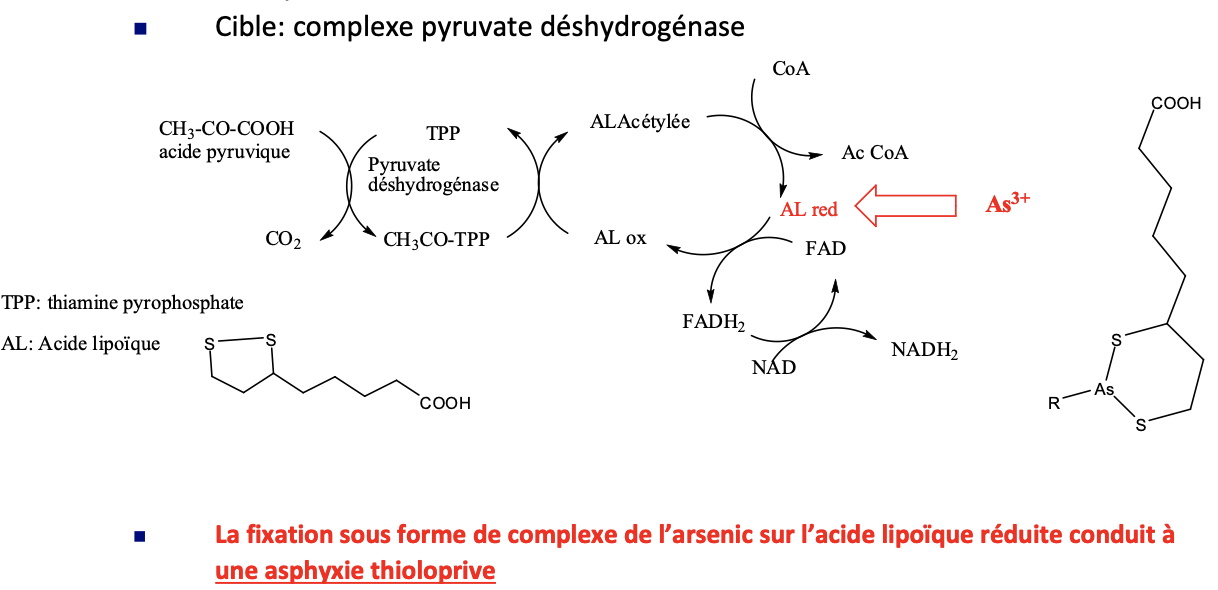 Cible: complexe pyruvate déshydrogénase
CoA
COOH
CH₃-CO-COOH
acide pyruvique
TPP
ALAcétylée
Pyruvate
déshydrogénase
Ac CoA
AL red
As³⁺
CO₂
CH₃CO-TPP
AL ox
FAD
TPP: thiamine pyrophosphate
FADH₂
AL: Acide lipoïque
S
S
S
NADH₂
NAD
COOH
As
R
S
La fixation sous forme de complexe de l'arsenic sur l'acide lipoïque réduite conduit à
une asphyxie thioloprive